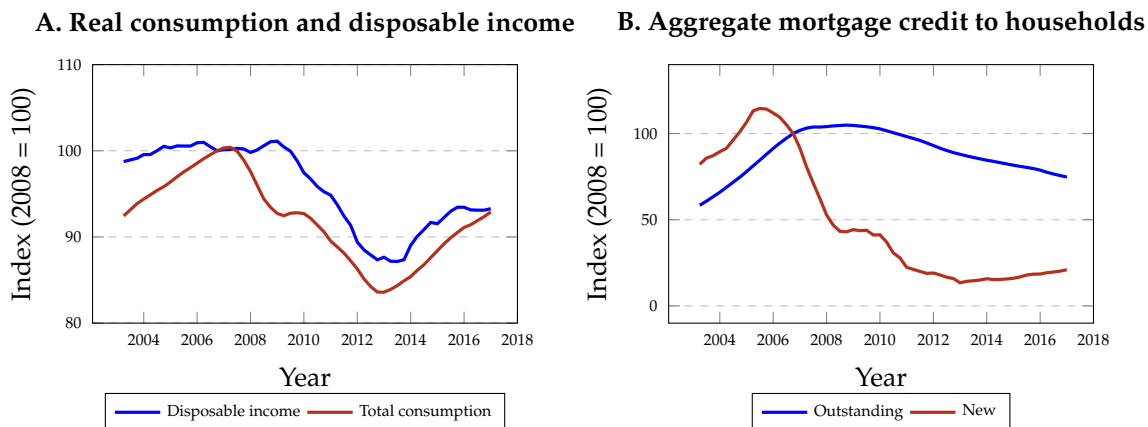 A. Real consumption and disposable income
110
100
90
80
Index (2008 = 100)
2004 2006 2008 2010 2012 2014 2016 2018
Year
Disposable income Total consumption
B. Aggregate mortgage credit to households
100
50
0
Index (2008 = 100)
2004 2006 2008 2010 2012 2014 2016 2018
Year
Outstanding New